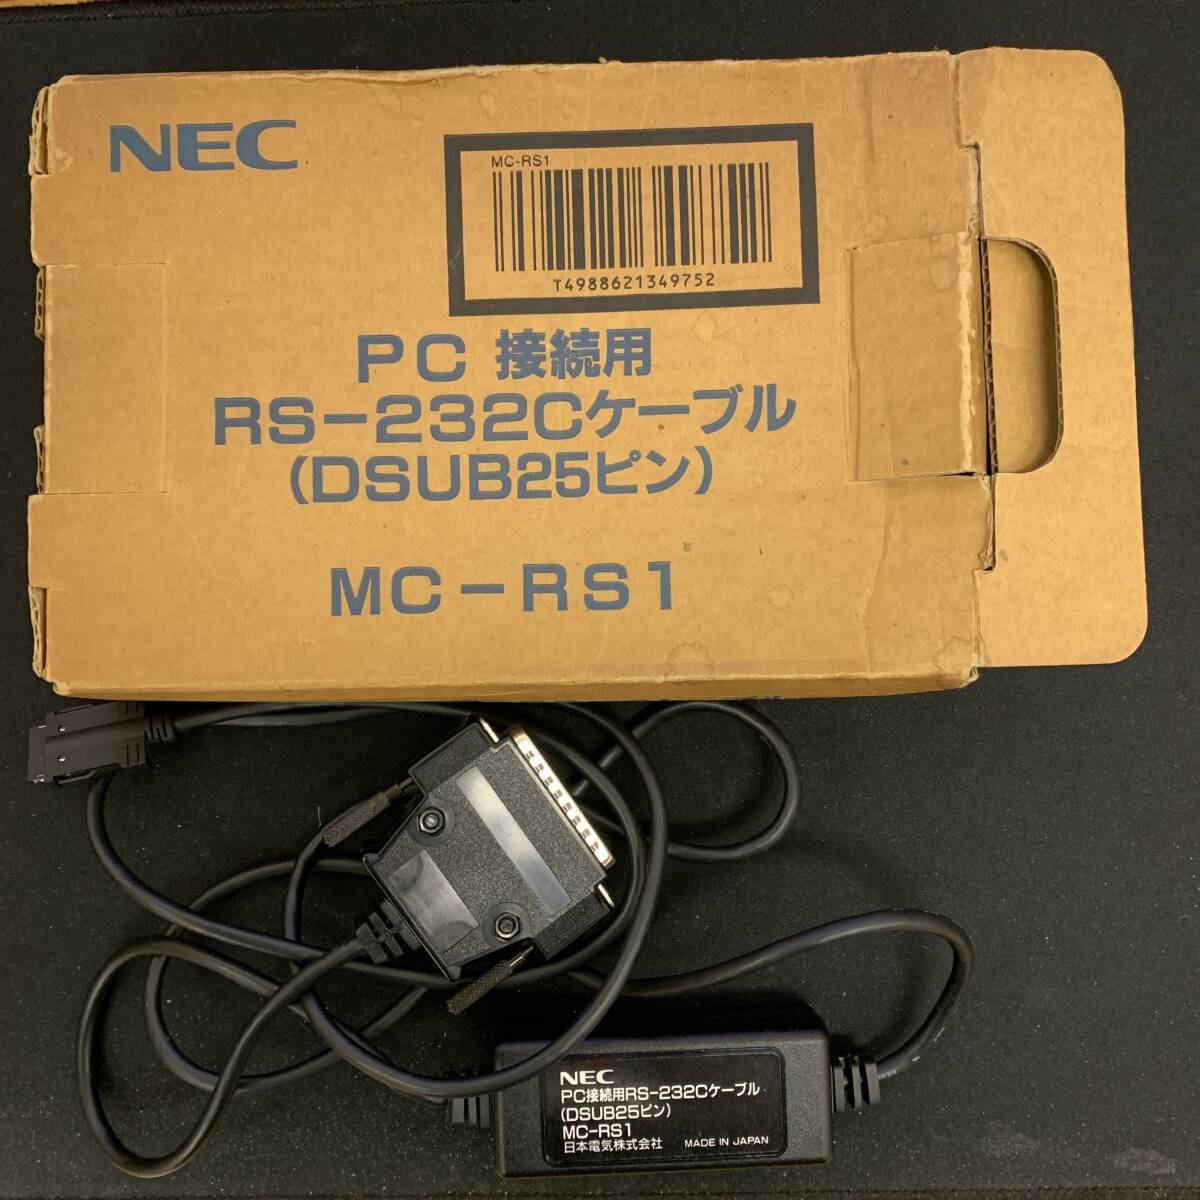 NEC
MC-RS1
T4988621349752
PC 接続用
RS-232Cケーブル
(DSUB25ピン)
MC-RS1
NEC
PC接続用RS-232Cケーブル
(DSUB25ピン)
MC-RS1
日本電気株式会社 MADE IN JAPAN